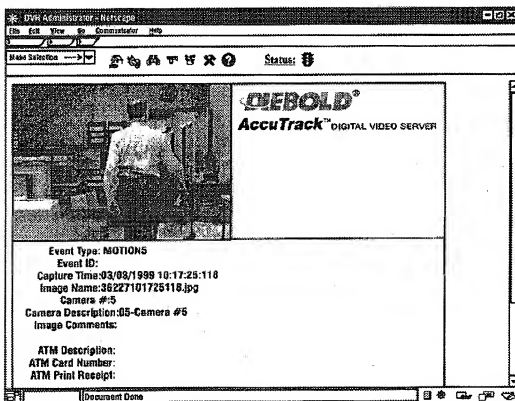 DVR Administrator - Netscape
File Edit View Go Communicator Help
Make Selection --->
Status:
DIEBOLD®
AccuTrack™ DIGITAL VIDEO SERVER
Event Type: MOTION5
Event ID:
Capture Time:03/08/1999 10:17:25:118
Image Name:36227101725118.jpg
Camera #:5
Camera Description:05-Camera #5
Image Comments:
ATM Description:
ATM Card Number:
ATM Print Receipt:
Document Done